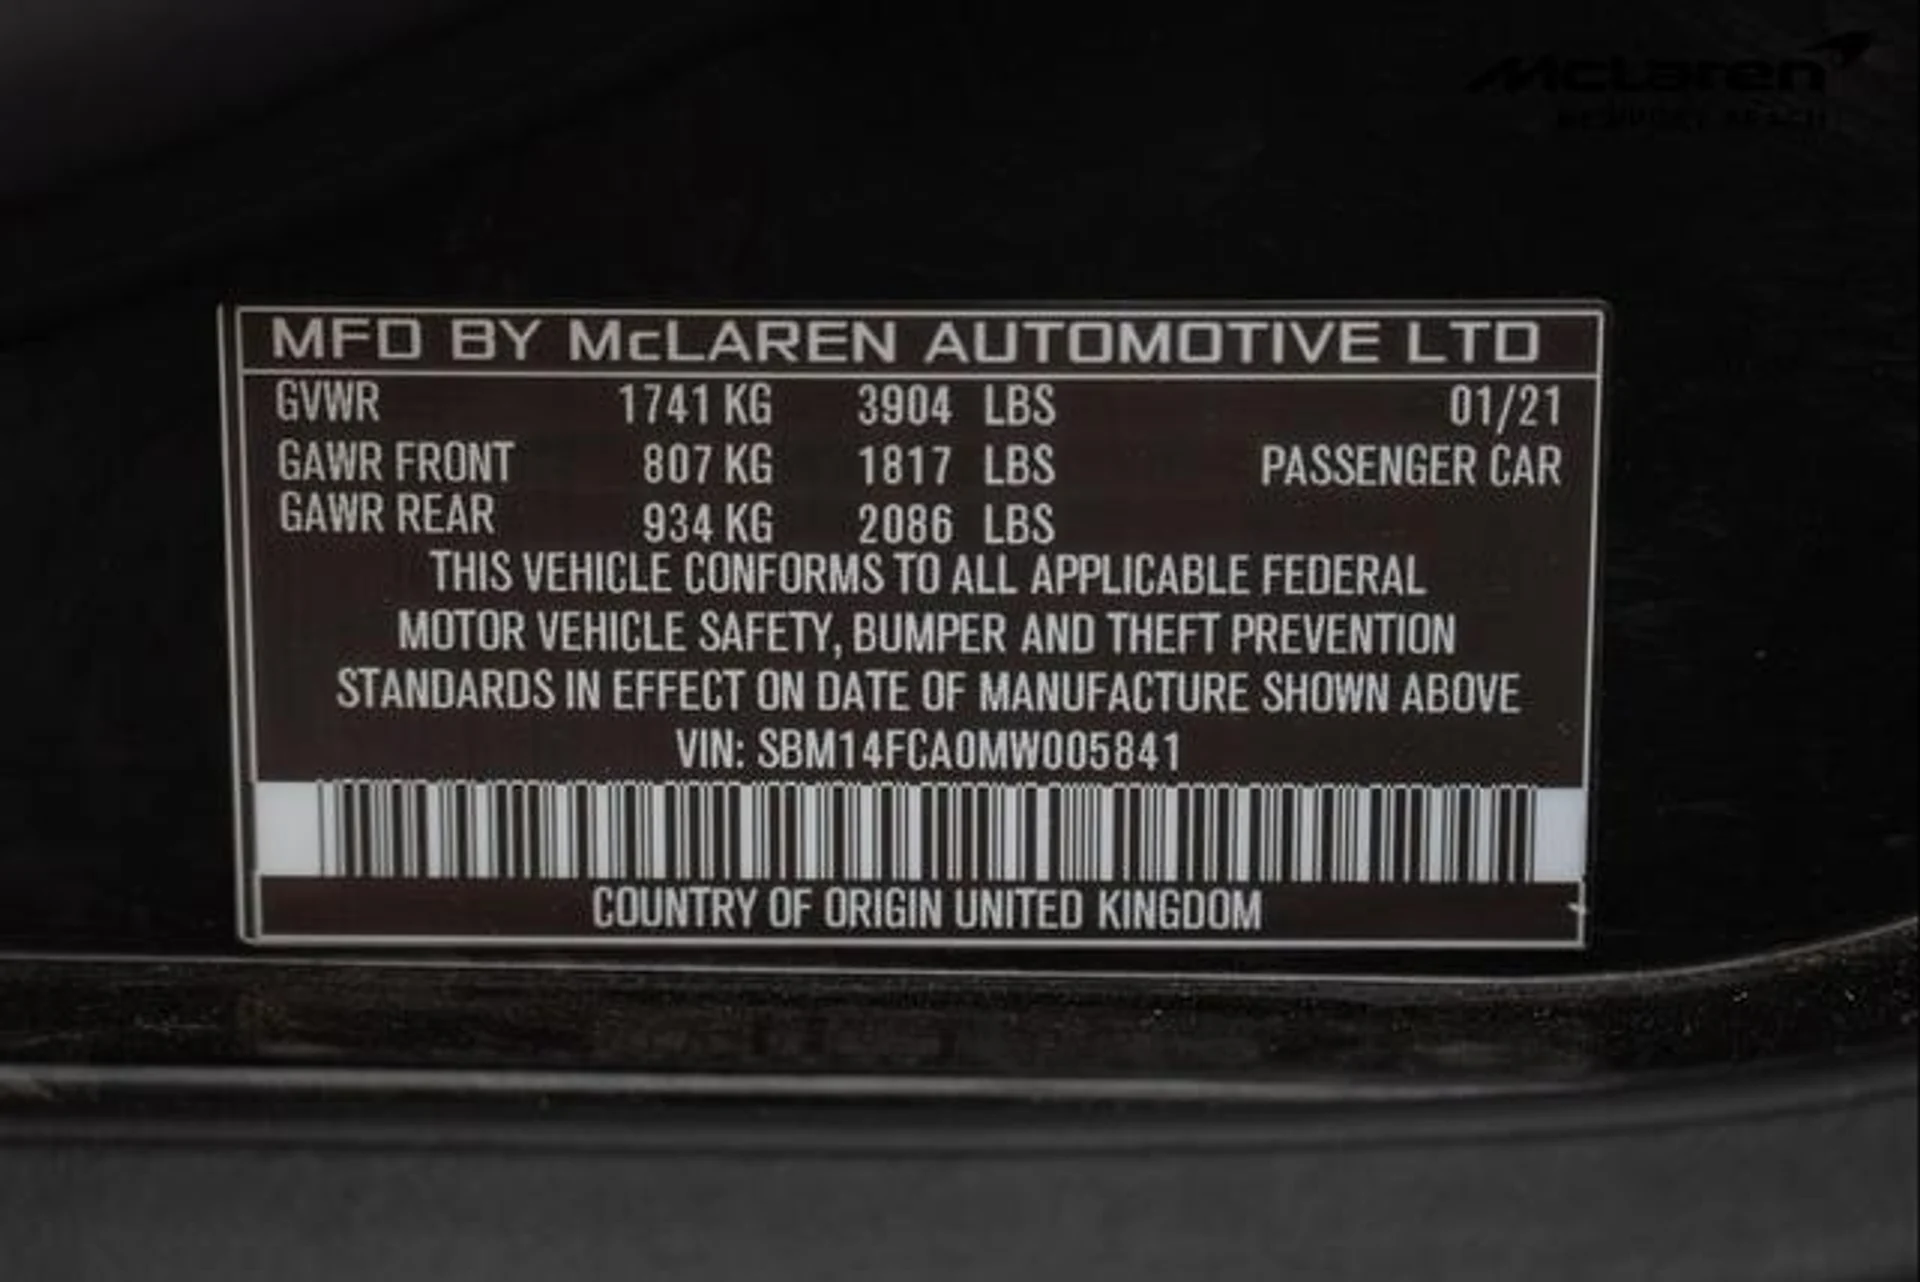 McLaren
NEWPORT BEACH
MFD BY McLAREN AUTOMOTIVE LTD
GVWR 1741 KG 3904 LBS 01/21
GAWR FRONT 807 KG 1817 LBS PASSENGER CAR
GAWR REAR 934 KG 2086 LBS
THIS VEHICLE CONFORMS TO ALL APPLICABLE FEDERAL
MOTOR VEHICLE SAFETY, BUMPER AND THEFT PREVENTION
STANDARDS IN EFFECT ON DATE OF MANUFACTURE SHOWN ABOVE
VIN: SBM14FCA0MW005841
COUNTRY OF ORIGIN UNITED KINGDOM